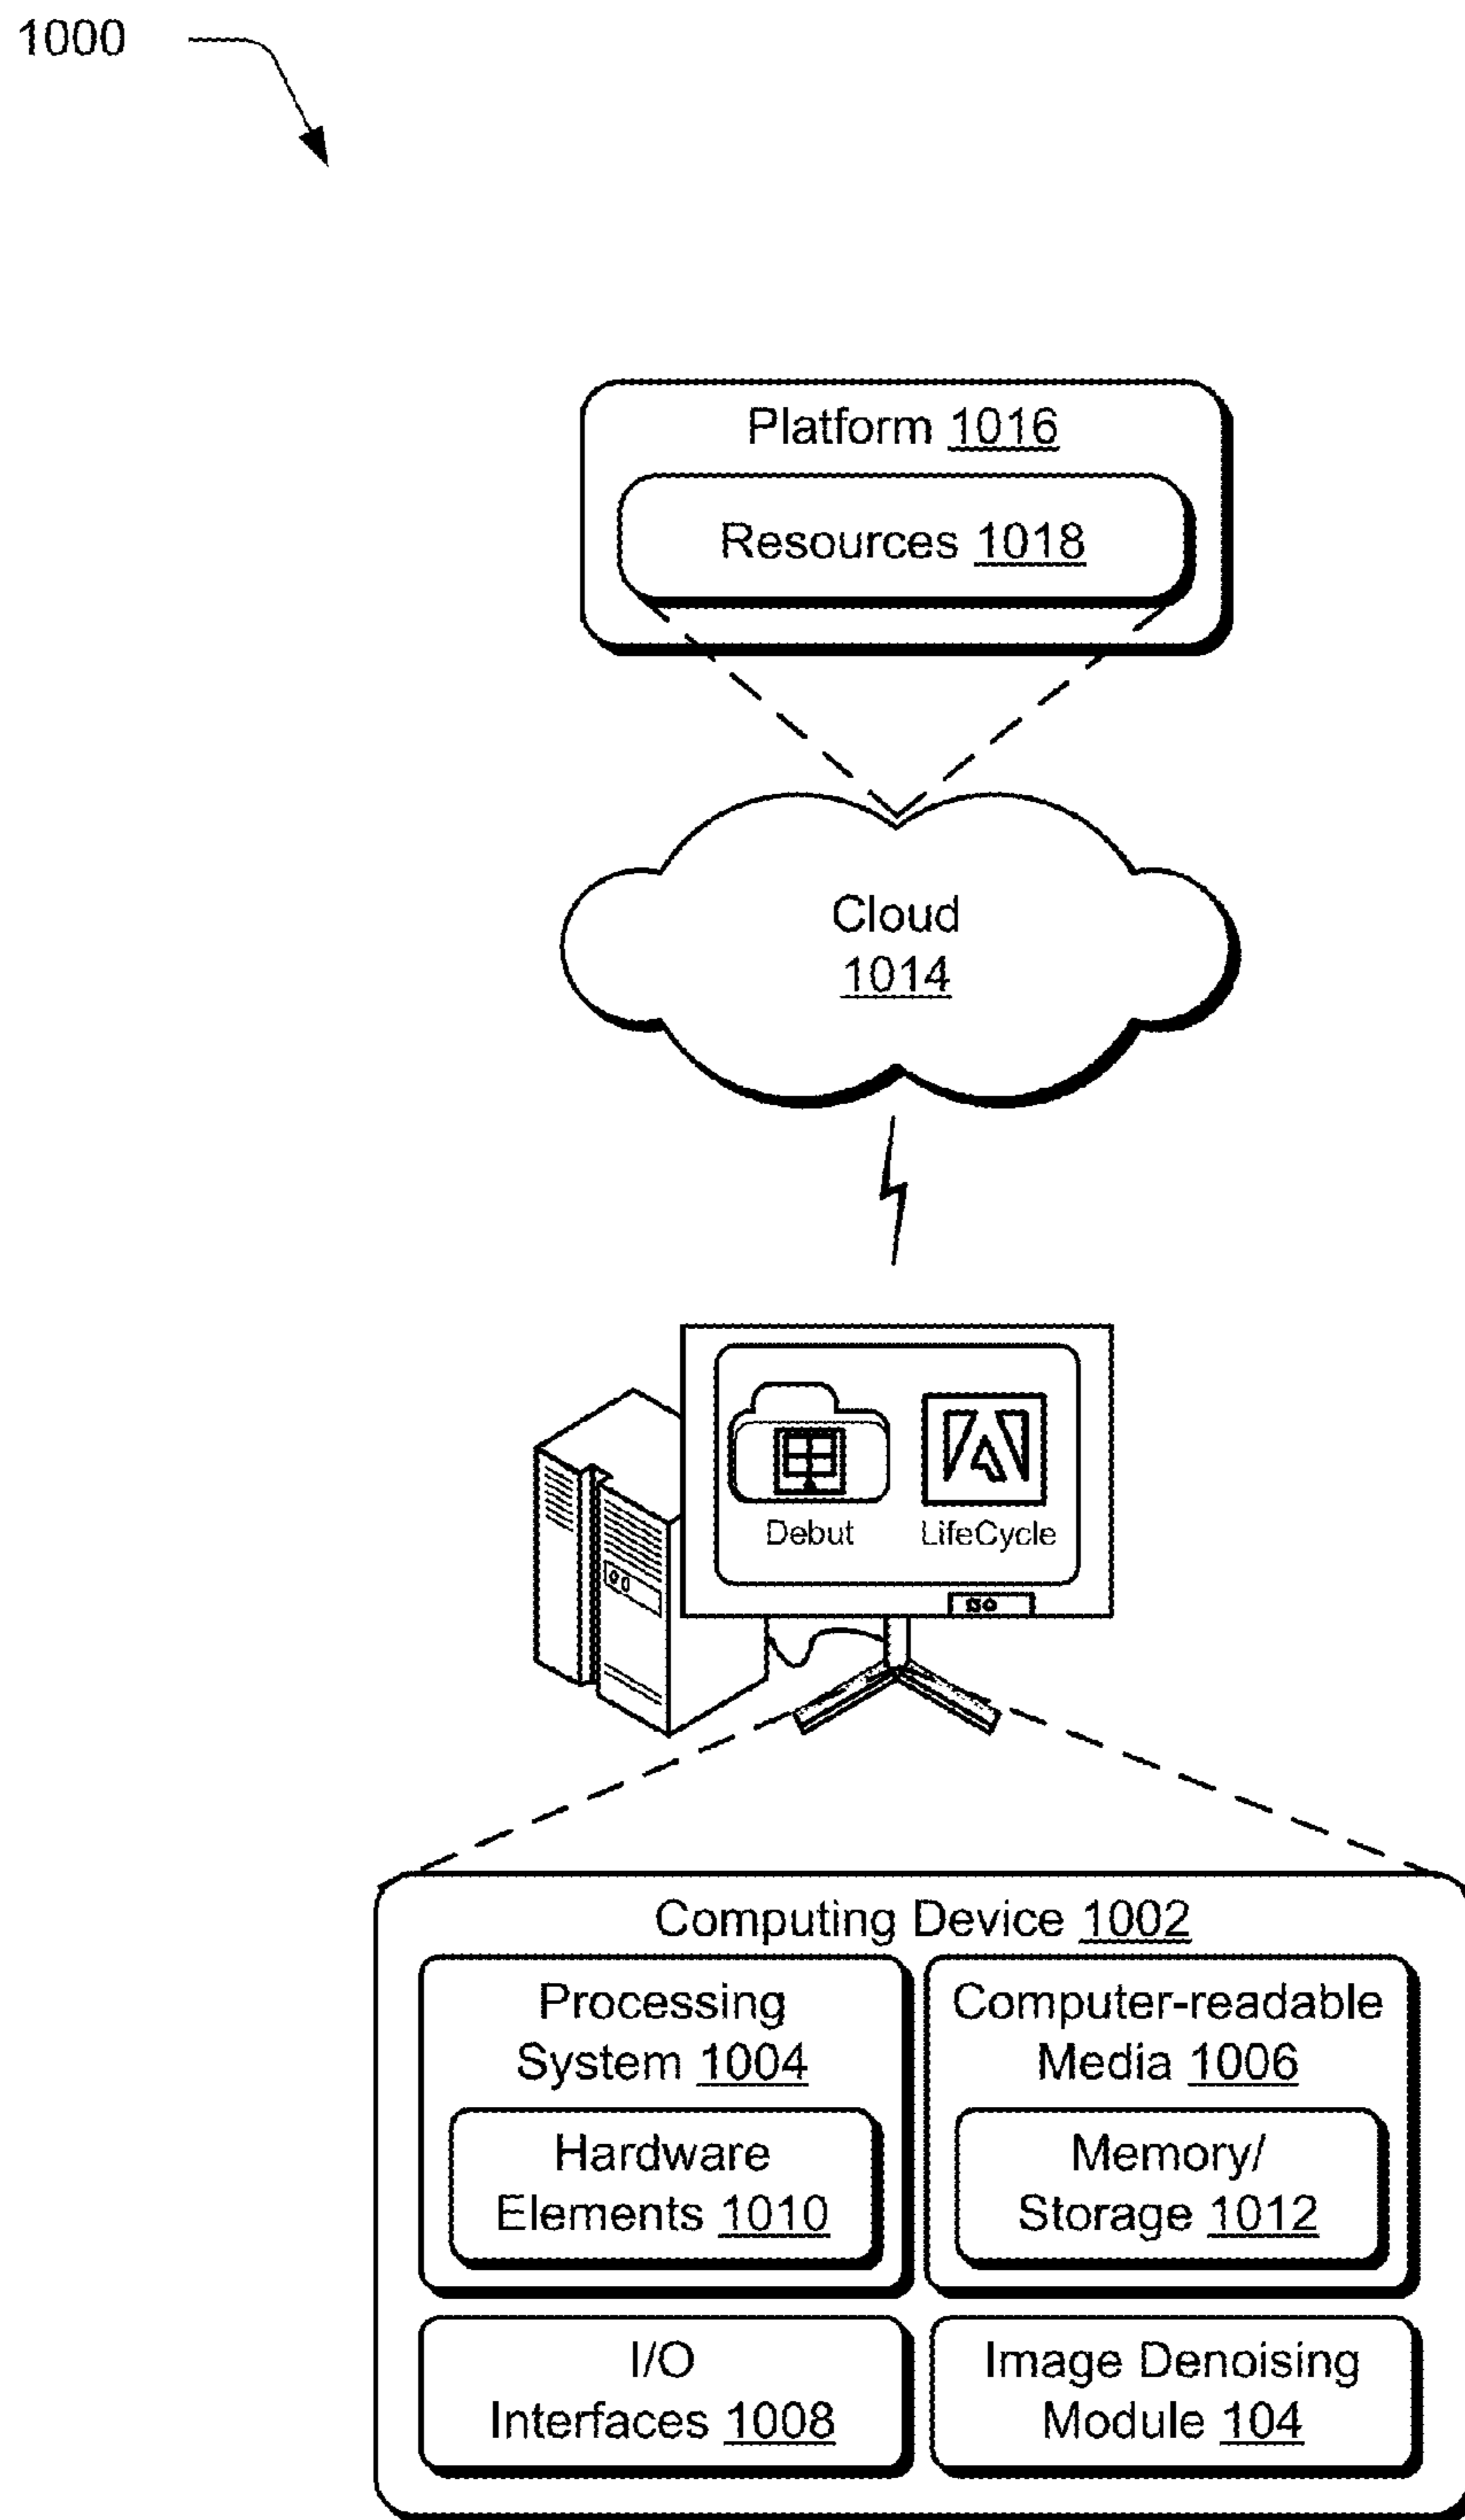 1000
Platform 1016
Resources 1018
Cloud
1014
Debut
LifeCycle
Computing Device 1002
Processing
System 1004
Hardware
Elements 1010
Computer-readable
Media 1006
Memory/
Storage 1012
I/O
Interfaces 1008
Image Denoising
Module 104